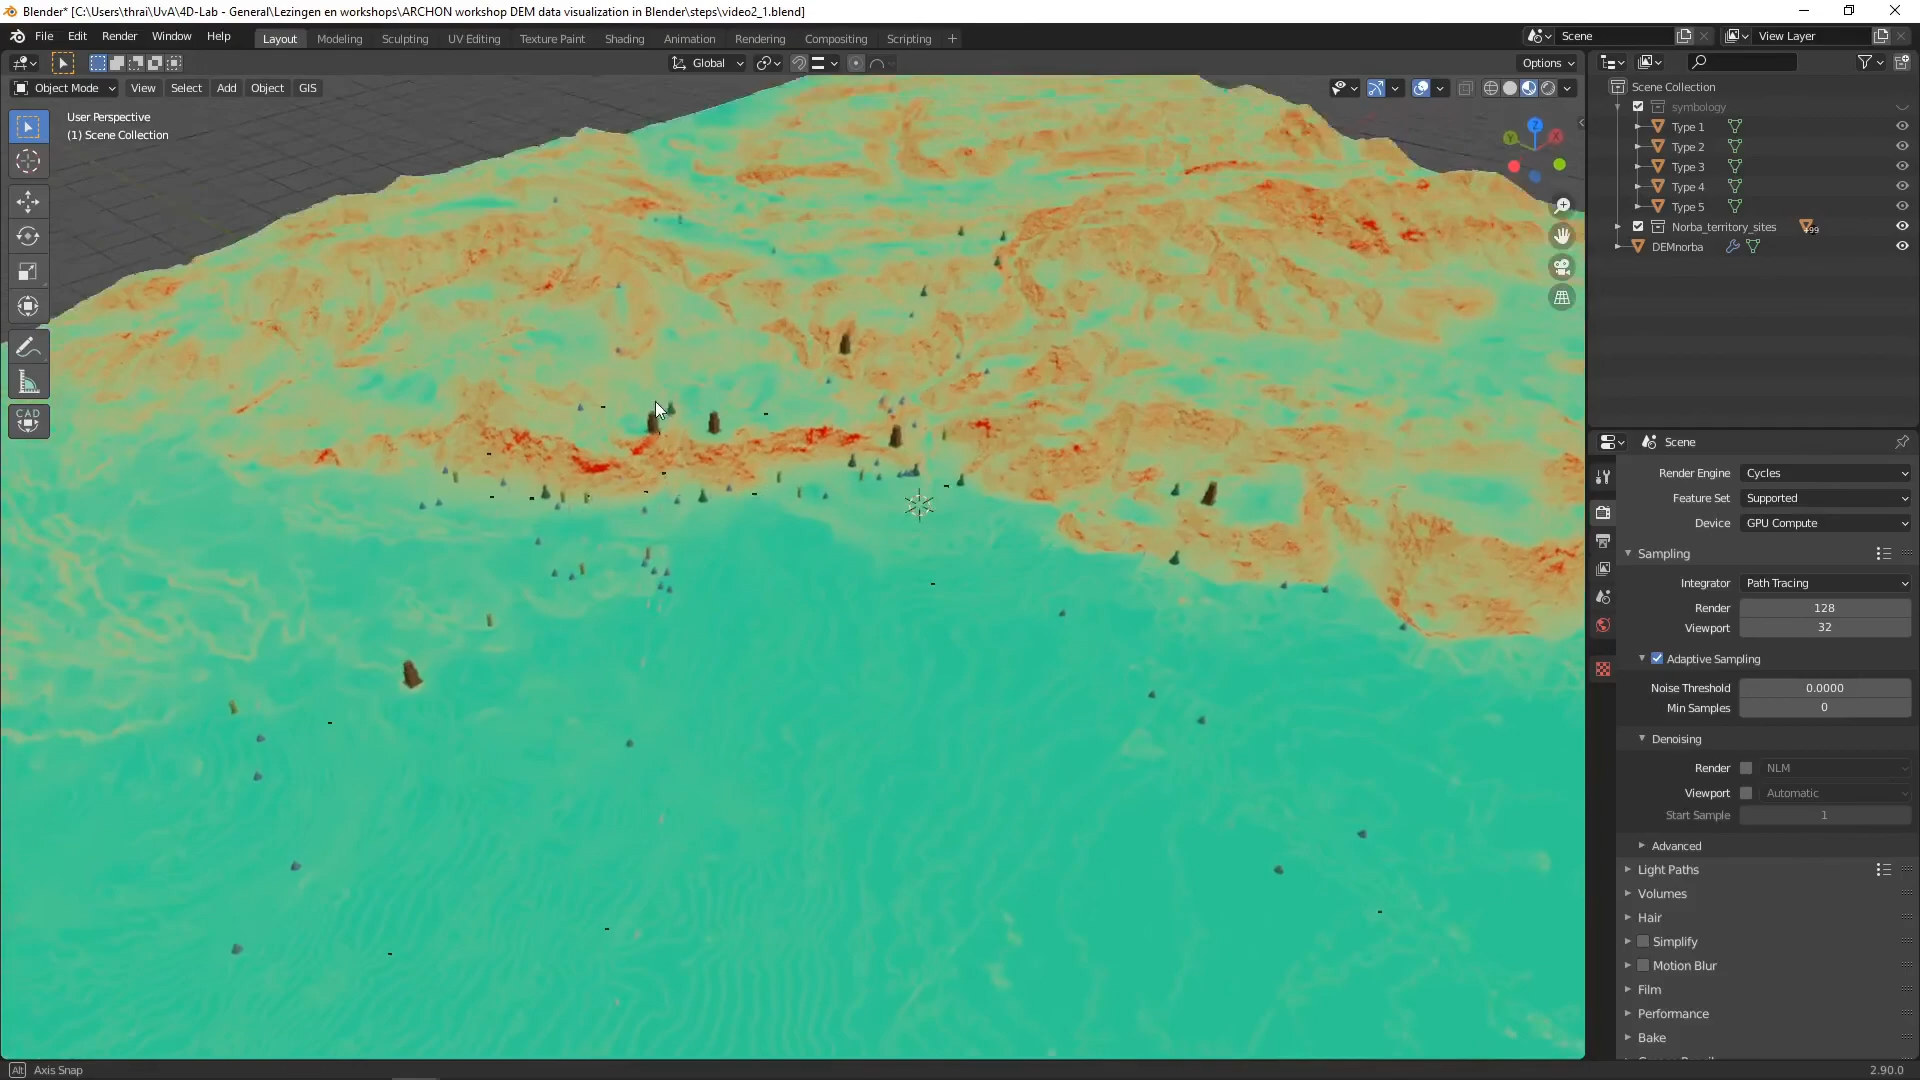 Blender* [C:\Users\thrai\UvA\4D-Lab - General\Lezingen en workshops\ARCHON workshop DEM data visualization in Blender\steps\video2_1.blend]
File Edit Render Window Help Layout Modeling Sculpting UV Editing Texture Paint Shading Animation Rendering Compositing Scripting + Scene View Layer
Global Options
Object Mode View Select Add Object GIS
User Perspective
(1) Scene Collection
CAD
Z
Y
X
Scene Collection
symbology
Type 1
Type 2
Type 3
Type 4
Type 5
Norba_territory_sites +99
DEMnorba
Scene
Render Engine Cycles
Feature Set Supported
Device GPU Compute
Sampling
Integrator Path Tracing
Render 128
Viewport 32
Adaptive Sampling
Noise Threshold 0.0000
Min Samples 0
Denoising
Render NLM
Viewport Automatic
Start Sample 1
Advanced
Light Paths
Volumes
Hair
Simplify
Motion Blur
Film
Performance
Bake
Alt Axis Snap 2.90.0